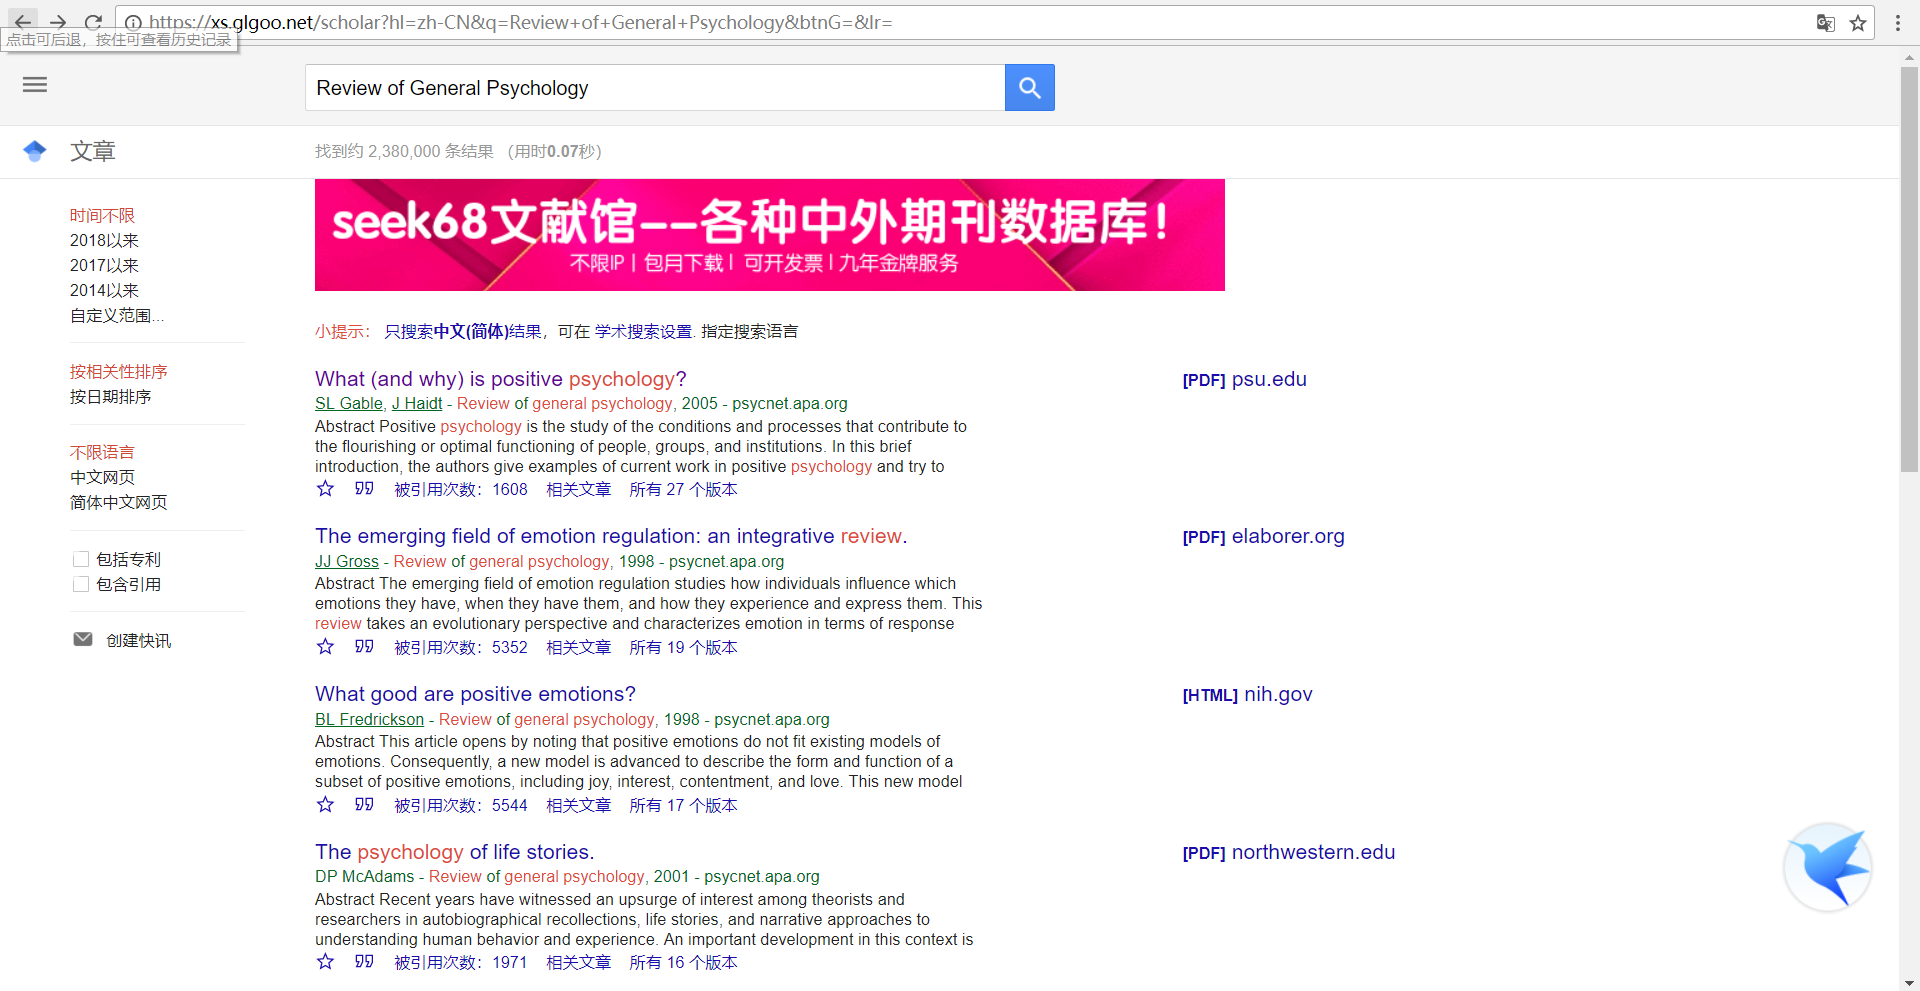 https://xs.glgoo.net/scholar?hl=zh-CN&q=Review+of+General+Psychology&btnG=&lr=
点击可后退，按住可查看历史记录
Review of General Psychology
文章
找到约 2,380,000 条结果 （用时0.07秒）
时间不限
2018以来
2017以来
2014以来
自定义范围...
按相关性排序
按日期排序
不限语言
中文网页
简体中文网页
包括专利
包含引用
创建快讯
seek68文献馆——各种中外期刊数据库！
不限IP | 包月下载 | 可开发票 | 九年金牌服务
小提示： 只搜索中文(简体)结果，可在 学术搜索设置. 指定搜索语言
What (and why) is positive psychology?
[PDF] psu.edu
SL Gable, J Haidt - Review of general psychology, 2005 - psycnet.apa.org
Abstract Positive psychology is the study of the conditions and processes that contribute to
the flourishing or optimal functioning of people, groups, and institutions. In this brief
introduction, the authors give examples of current work in positive psychology and try to
被引用次数：1608 相关文章 所有 27 个版本
The emerging field of emotion regulation: an integrative review.
[PDF] elaborer.org
JJ Gross - Review of general psychology, 1998 - psycnet.apa.org
Abstract The emerging field of emotion regulation studies how individuals influence which
emotions they have, when they have them, and how they experience and express them. This
review takes an evolutionary perspective and characterizes emotion in terms of response
被引用次数：5352 相关文章 所有 19 个版本
What good are positive emotions?
[HTML] nih.gov
BL Fredrickson - Review of general psychology, 1998 - psycnet.apa.org
Abstract This article opens by noting that positive emotions do not fit existing models of
emotions. Consequently, a new model is advanced to describe the form and function of a
subset of positive emotions, including joy, interest, contentment, and love. This new model
被引用次数：5544 相关文章 所有 17 个版本
The psychology of life stories.
[PDF] northwestern.edu
DP McAdams - Review of general psychology, 2001 - psycnet.apa.org
Abstract Recent years have witnessed an upsurge of interest among theorists and
researchers in autobiographical recollections, life stories, and narrative approaches to
understanding human behavior and experience. An important development in this context is
被引用次数：1971 相关文章 所有 16 个版本